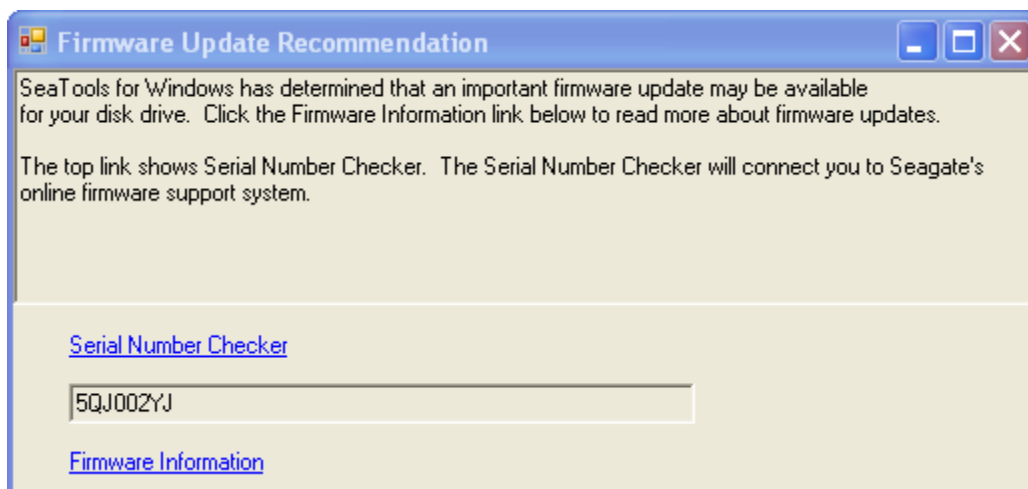 Firmware Update Recommendation
SeaTools for Windows has determined that an important firmware update may be available
for your disk drive.  Click the Firmware Information link below to read more about firmware updates.
The top link shows Serial Number Checker.  The Serial Number Checker will connect you to Seagate's
online firmware support system.
Serial Number Checker
5QJ002YJ
Firmware Information